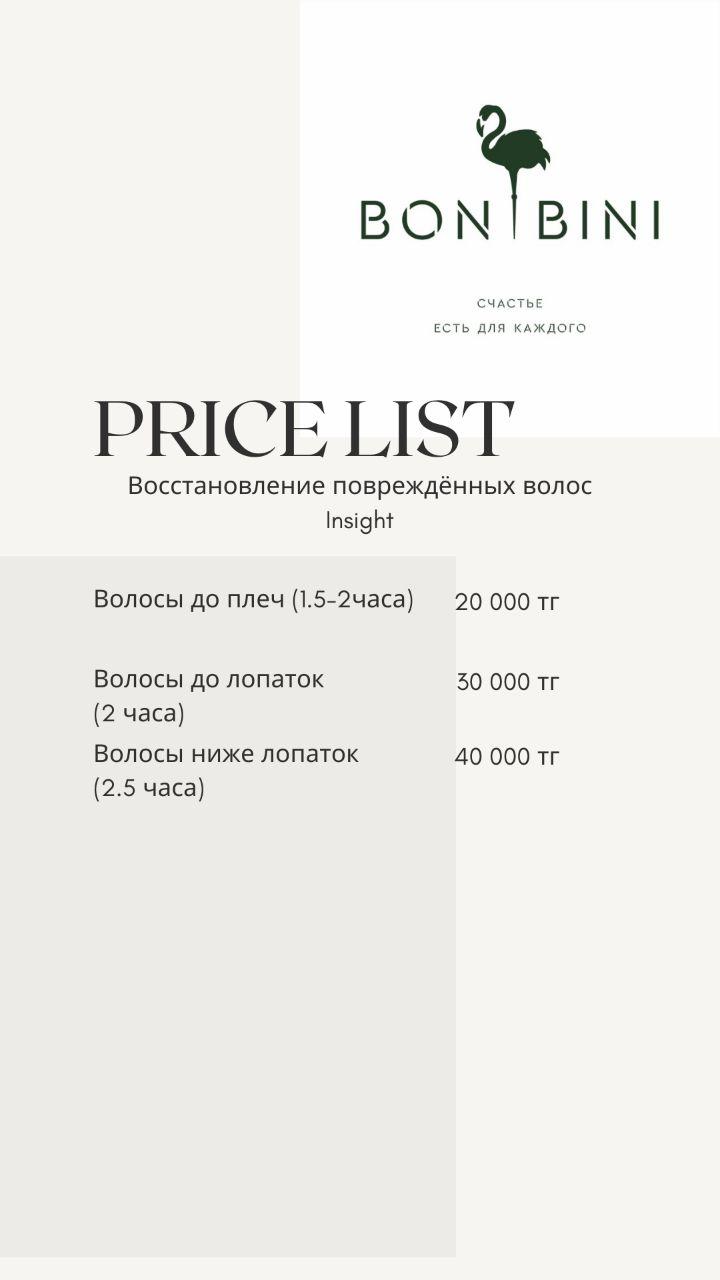 BON BINI
СЧАСТЬЕ
ЕСТЬ ДЛЯ КАЖДОГО
PRICE LIST
Восстановление повреждённых волос
Insight
Волосы до плеч (1.5-2часа) 20 000 тг
Волосы до лопаток 30 000 тг
(2 часа)
Волосы ниже лопаток 40 000 тг
(2.5 часа)